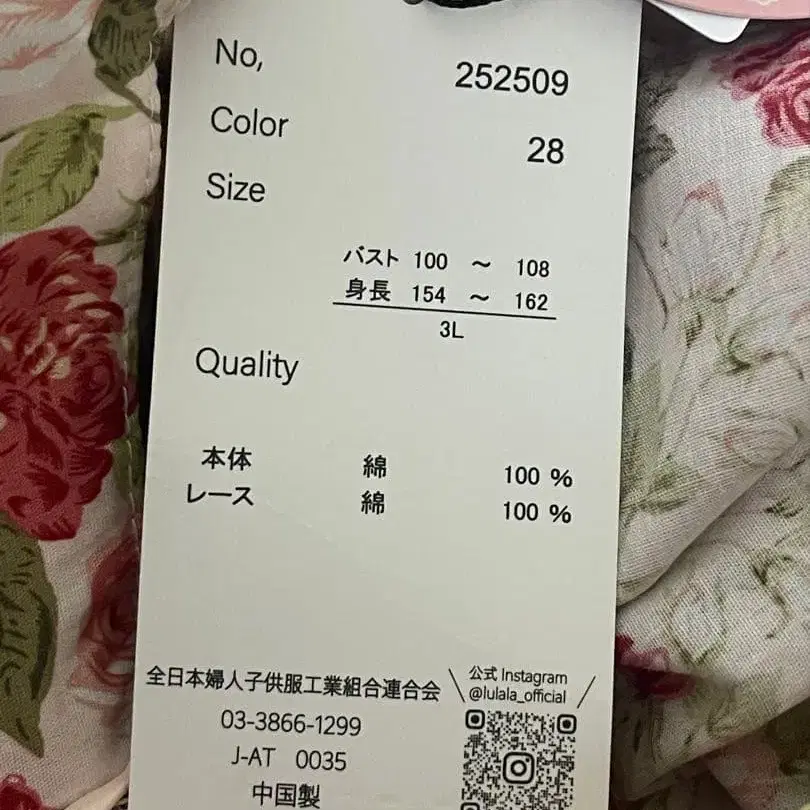 No, 252509
Color 28
Size
バスト 100 ～ 108
身長 154 ～ 162
3L
Quality
本体 綿 100 %
レース 綿 100 %
全日本婦人子供服工業組合連合会
03-3866-1299
J-AT 0035
中国製
\ 公式 Instagram /
@lulala_official